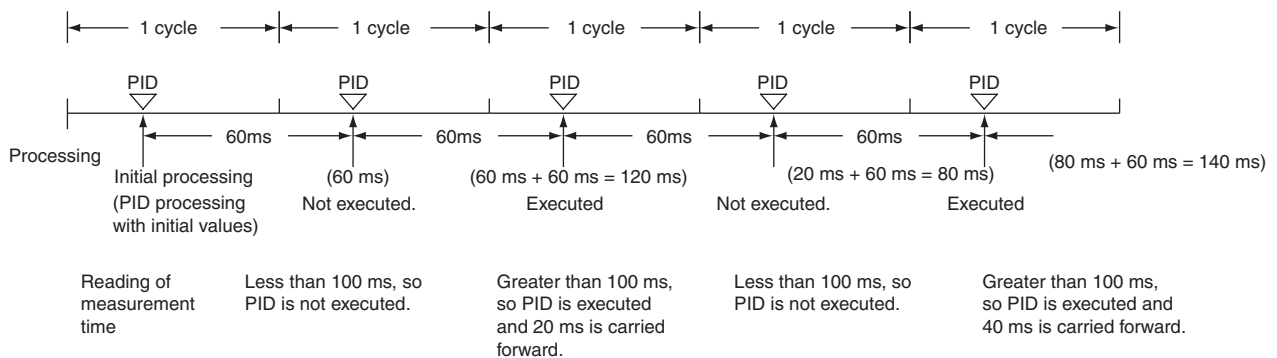 1 cycle 1 cycle 1 cycle 1 cycle 1 cycle
PID PID PID PID PID
60ms 60ms 60ms 60ms
Processing
Initial processing
(PID processing
with initial values)
(60 ms)
Not executed.
(60 ms + 60 ms = 120 ms)
Executed
(20 ms + 60 ms = 80 ms)
Not executed.
(80 ms + 60 ms = 140 ms)
Executed
Reading of
measurement
time
Less than 100 ms, so
PID is not executed.
Greater than 100 ms,
so PID is executed
and 20 ms is carried
forward.
Less than 100 ms, so
PID is not executed.
Greater than 100 ms,
so PID is executed and
40 ms is carried forward.